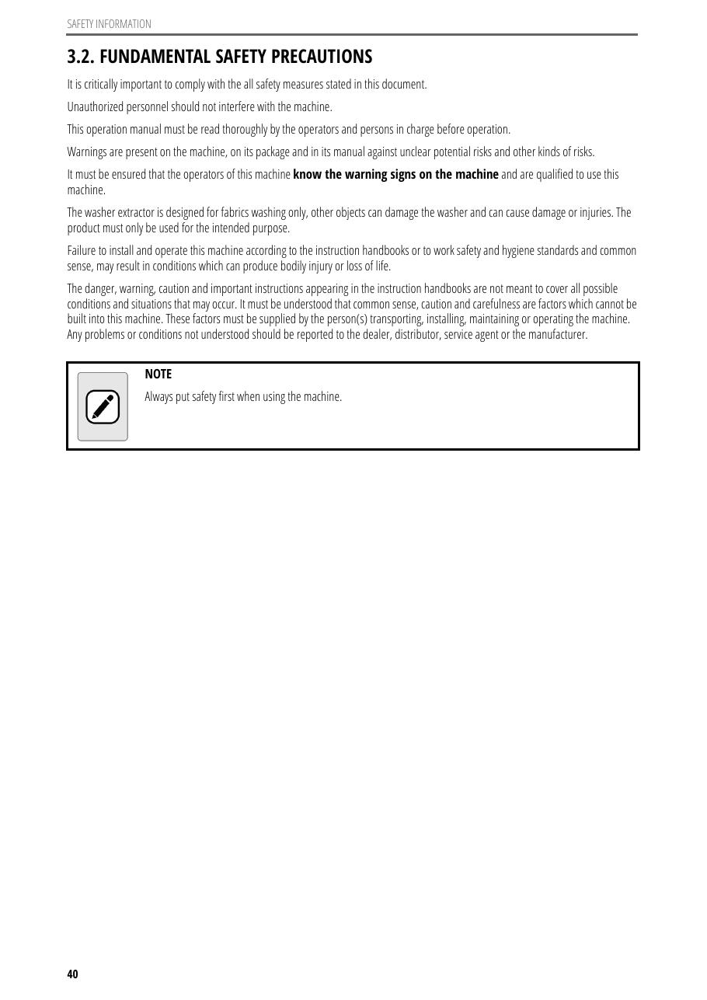 SAFETY INFORMATION
3.2. FUNDAMENTAL SAFETY PRECAUTIONS
It is critically important to comply with the all safety measures stated in this document.
Unauthorized personnel should not interfere with the machine.
This operation manual must be read thoroughly by the operators and persons in charge before operation.
Warnings are present on the machine, on its package and in its manual against unclear potential risks and other kinds of risks.
It must be ensured that the operators of this machine know the warning signs on the machine and are qualified to use this
machine.
The washer extractor is designed for fabrics washing only, other objects can damage the washer and can cause damage or injuries. The
product must only be used for the intended purpose.
Failure to install and operate this machine according to the instruction handbooks or to work safety and hygiene standards and common
sense, may result in conditions which can produce bodily injury or loss of life.
The danger, warning, caution and important instructions appearing in the instruction handbooks are not meant to cover all possible
conditions and situations that may occur. It must be understood that common sense, caution and carefulness are factors which cannot be
built into this machine. These factors must be supplied by the person(s) transporting, installing, maintaining or operating the machine.
Any problems or conditions not understood should be reported to the dealer, distributor, service agent or the manufacturer.
NOTE
Always put safety first when using the machine.
40